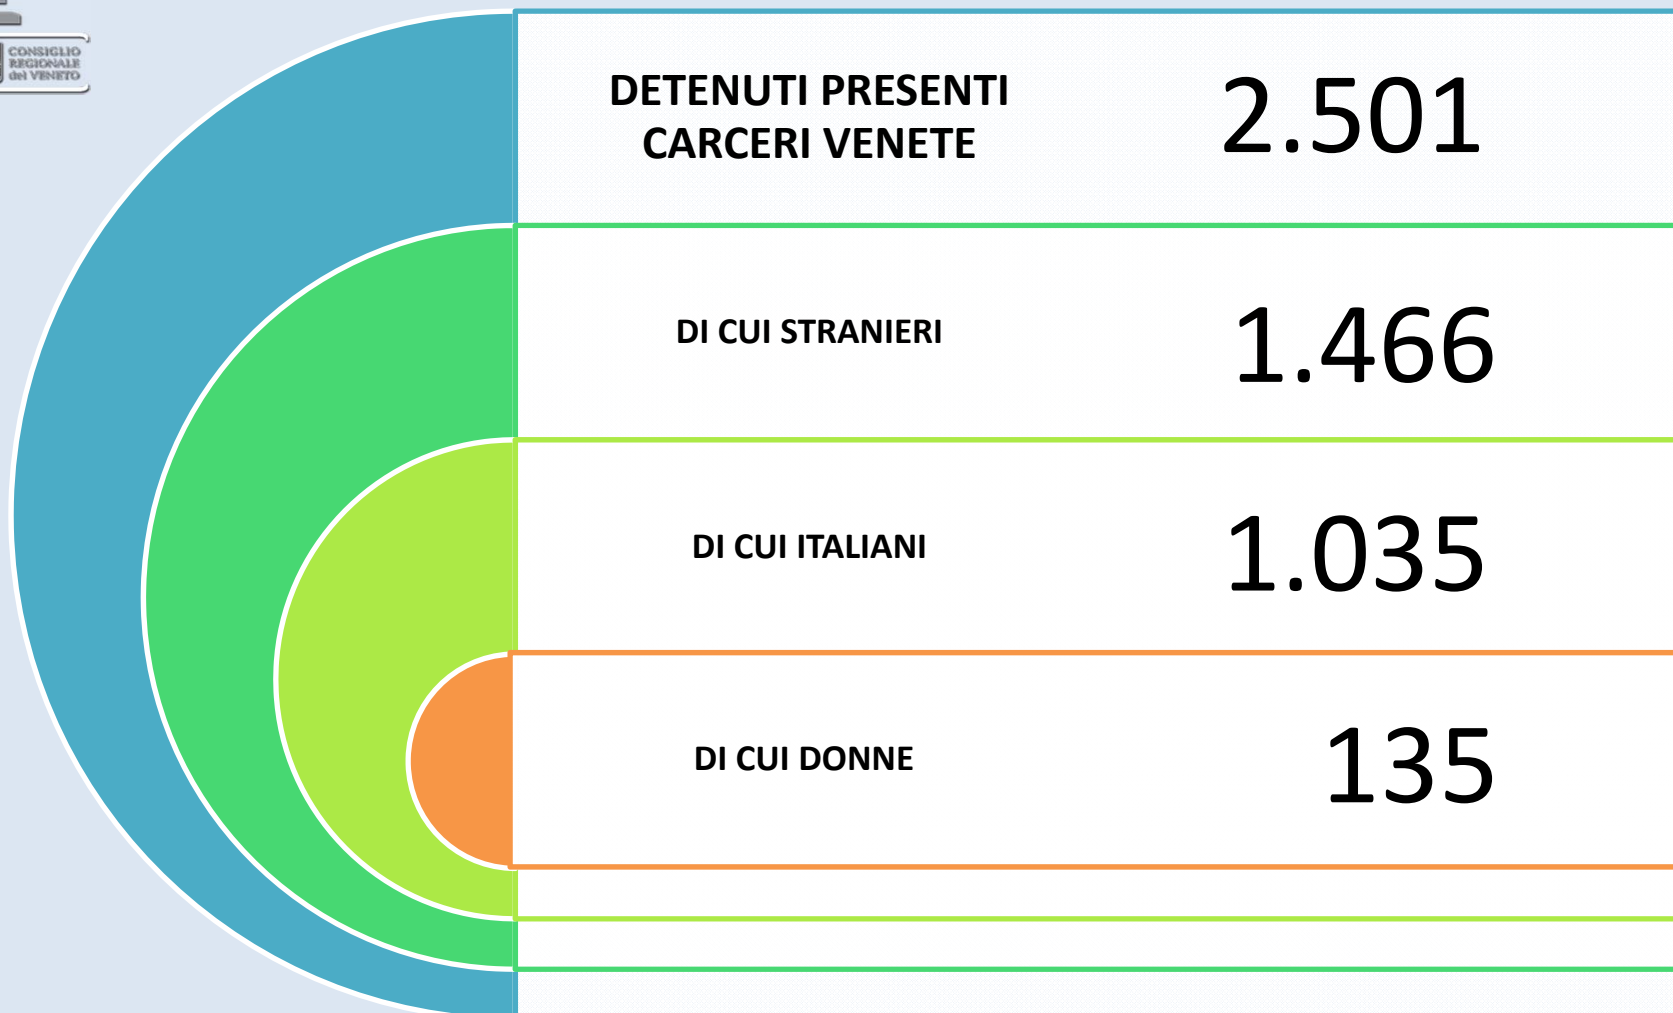 CONSIGLIO
REGIONALE
del VENETO
DETENUTI PRESENTI
CARCERI VENETE
2.501
DI CUI STRANIERI
1.466
DI CUI ITALIANI
1.035
DI CUI DONNE
135